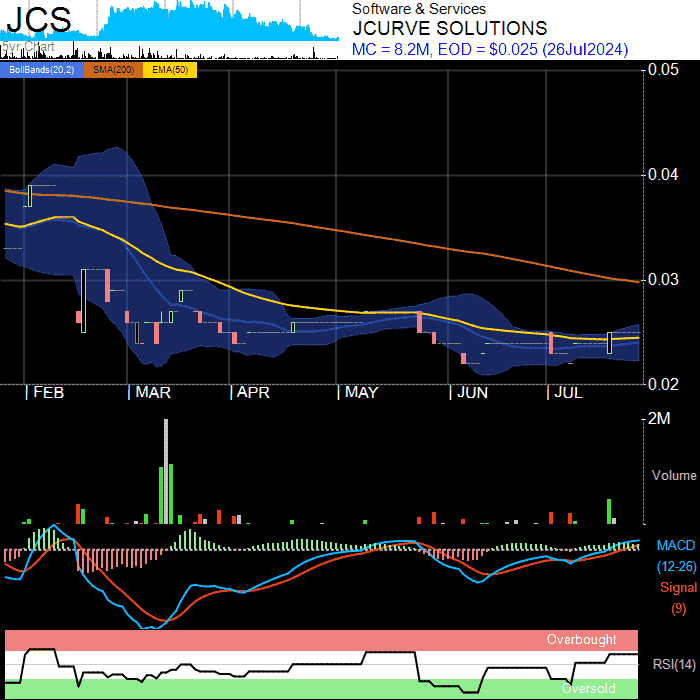 JCS
5yr Chart
Software & Services
JCURVE SOLUTIONS
MC = 8.2M, EOD = $0.025 (26Jul2024)
BollBands(20,2) SMA(200) EMA(50)
0.05
0.04
0.03
0.02
| FEB | MAR | APR | MAY | JUN | JUL
2M
Volume
MACD
(12-26)
Signal
(9)
Overbought
RSI(14)
Oversold